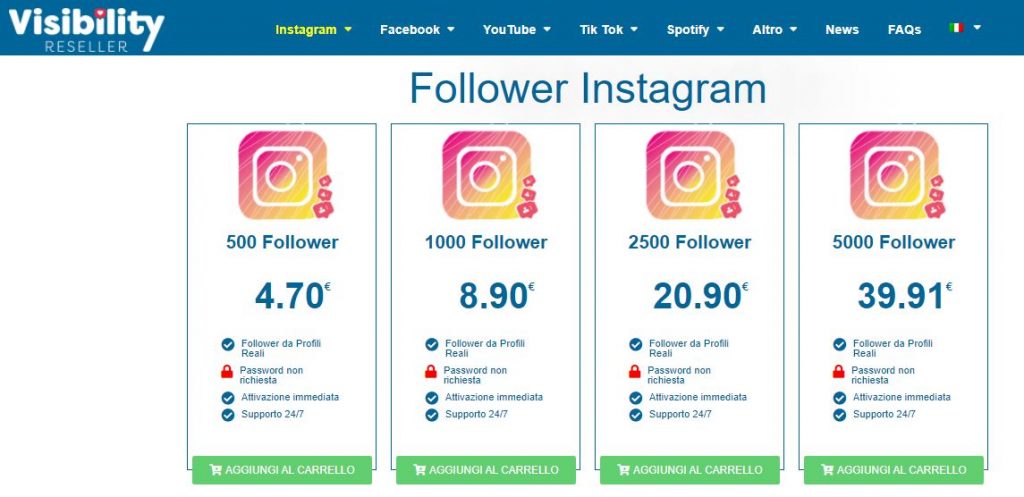 Visibility
RESELLER
Instagram Facebook YouTube Tik Tok Spotify Altro News FAQs
Follower Instagram
500 Follower
4.70€
Follower da Profili
Reali
Password non
richiesta
Attivazione immediata
Supporto 24/7
AGGIUNGI AL CARRELLO
1000 Follower
8.90€
Follower da Profili
Reali
Password non
richiesta
Attivazione immediata
Supporto 24/7
AGGIUNGI AL CARRELLO
2500 Follower
20.90€
Follower da Profili
Reali
Password non
richiesta
Attivazione immediata
Supporto 24/7
AGGIUNGI AL CARRELLO
5000 Follower
39.91€
Follower da Profili
Reali
Password non
richiesta
Attivazione immediata
Supporto 24/7
AGGIUNGI AL CARRELLO